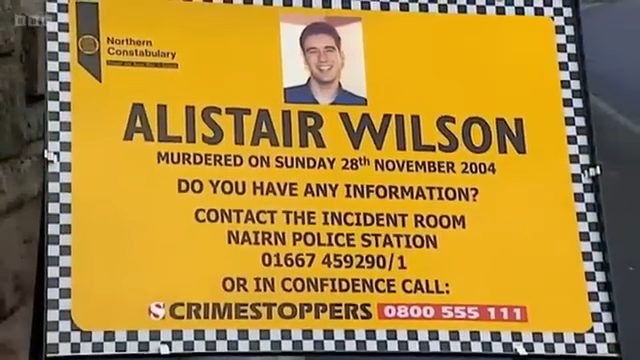 BBC
Northern
Constabulary
ALISTAIR WILSON
MURDERED ON SUNDAY 28th NOVEMBER 2004
DO YOU HAVE ANY INFORMATION?
CONTACT THE INCIDENT ROOM
NAIRN POLICE STATION
01667 459290/1
OR IN CONFIDENCE CALL:
CRIMESTOPPERS 0800 555 111